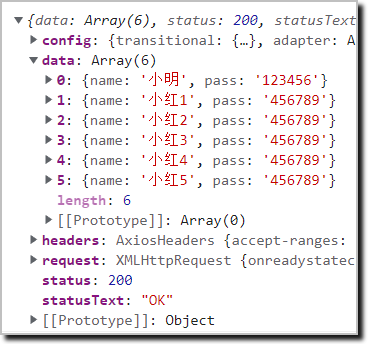 {data: Array(6), status: 200, statusText
config: {transitional: {…}, adapter: A
data: Array(6)
0: {name: '小明', pass: '123456'}
1: {name: '小红1', pass: '456789'}
2: {name: '小红2', pass: '456789'}
3: {name: '小红3', pass: '456789'}
4: {name: '小红4', pass: '456789'}
5: {name: '小红5', pass: '456789'}
length: 6
[[Prototype]]: Array(0)
headers: AxiosHeaders {accept-ranges:
request: XMLHttpRequest {onreadystatec
status: 200
statusText: "OK"
[[Prototype]]: Object